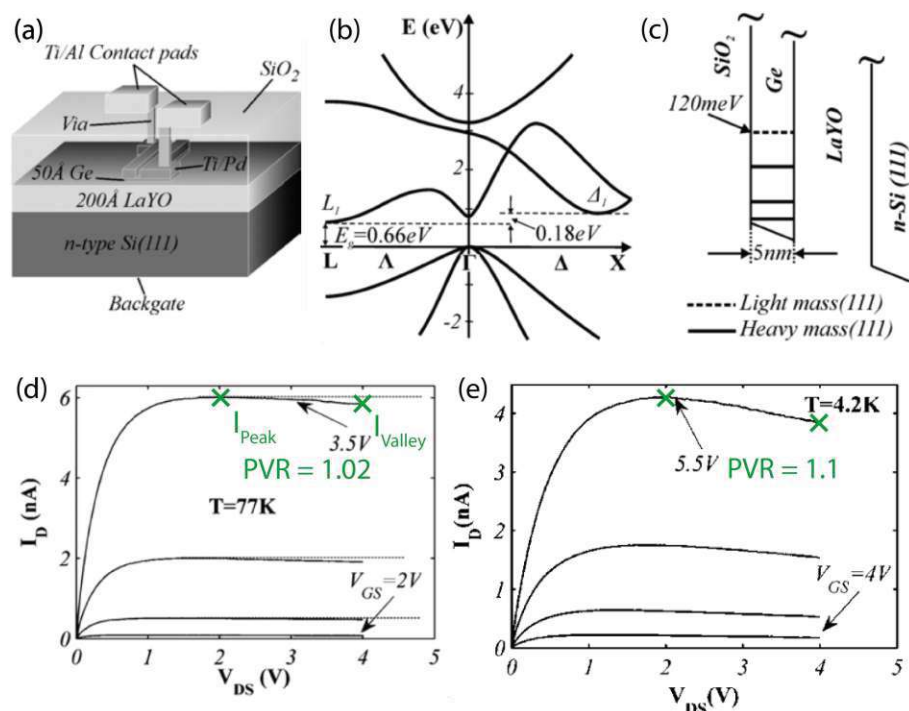 (a)
Ti/Al Contact pads
SiO2
Via
Ti/Pd
50Å Ge
200Å LaYO
n-type Si(111)
Backgate
(b)
E (eV)
4
2
L1
Δ1
Eg=0.66eV
0.18eV
L Λ Γ Δ X
-2
(c)
SiO2
Ge
120meV
LaYO
n-Si (111)
5nm
Light mass(111)
Heavy mass(111)
(d)
6
IPeak
IValley
3.5V
PVR = 1.02
4
T=77K
ID (nA)
2
VGS=2V
0
0 1 2 3 4 5
VDS (V)
(e)
T=4.2K
5.5V
PVR = 1.1
4
3
ID(nA)
2
VGS=4V
1
0
0 1 2 3 4 5
VDS(V)